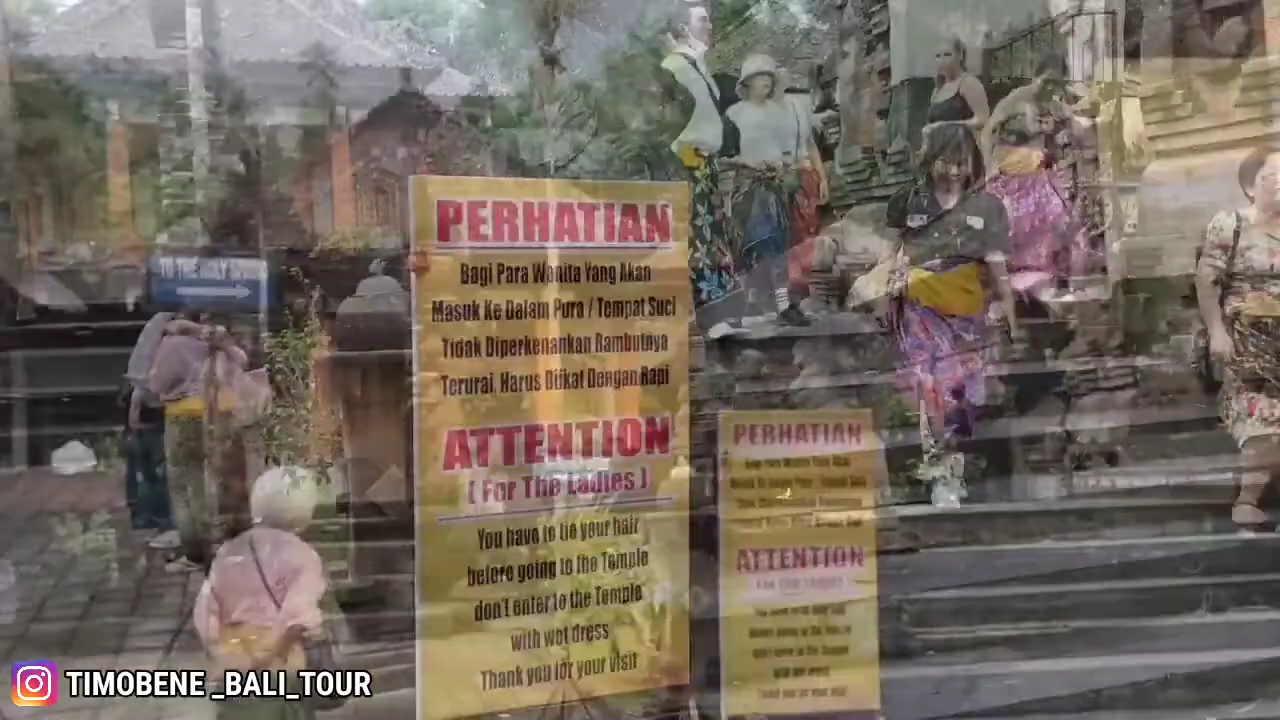 TO THE HOLY
PERHATIAN
Bagi Para Wanita Yang Akan
Masuk Ke Dalam Pura / Tempat Suci
Tidak Diperkenankan Rambutnya
Terurai, Harus Diikat Dengan Rapi
ATTENTION
( For The Ladies )
You have to tie your hair
before going to the Temple
don't enter to the Temple
with wet dress
Thank you for your visit
PERHATIAN
ATTENTION
TIMOBENE _BALI_TOUR